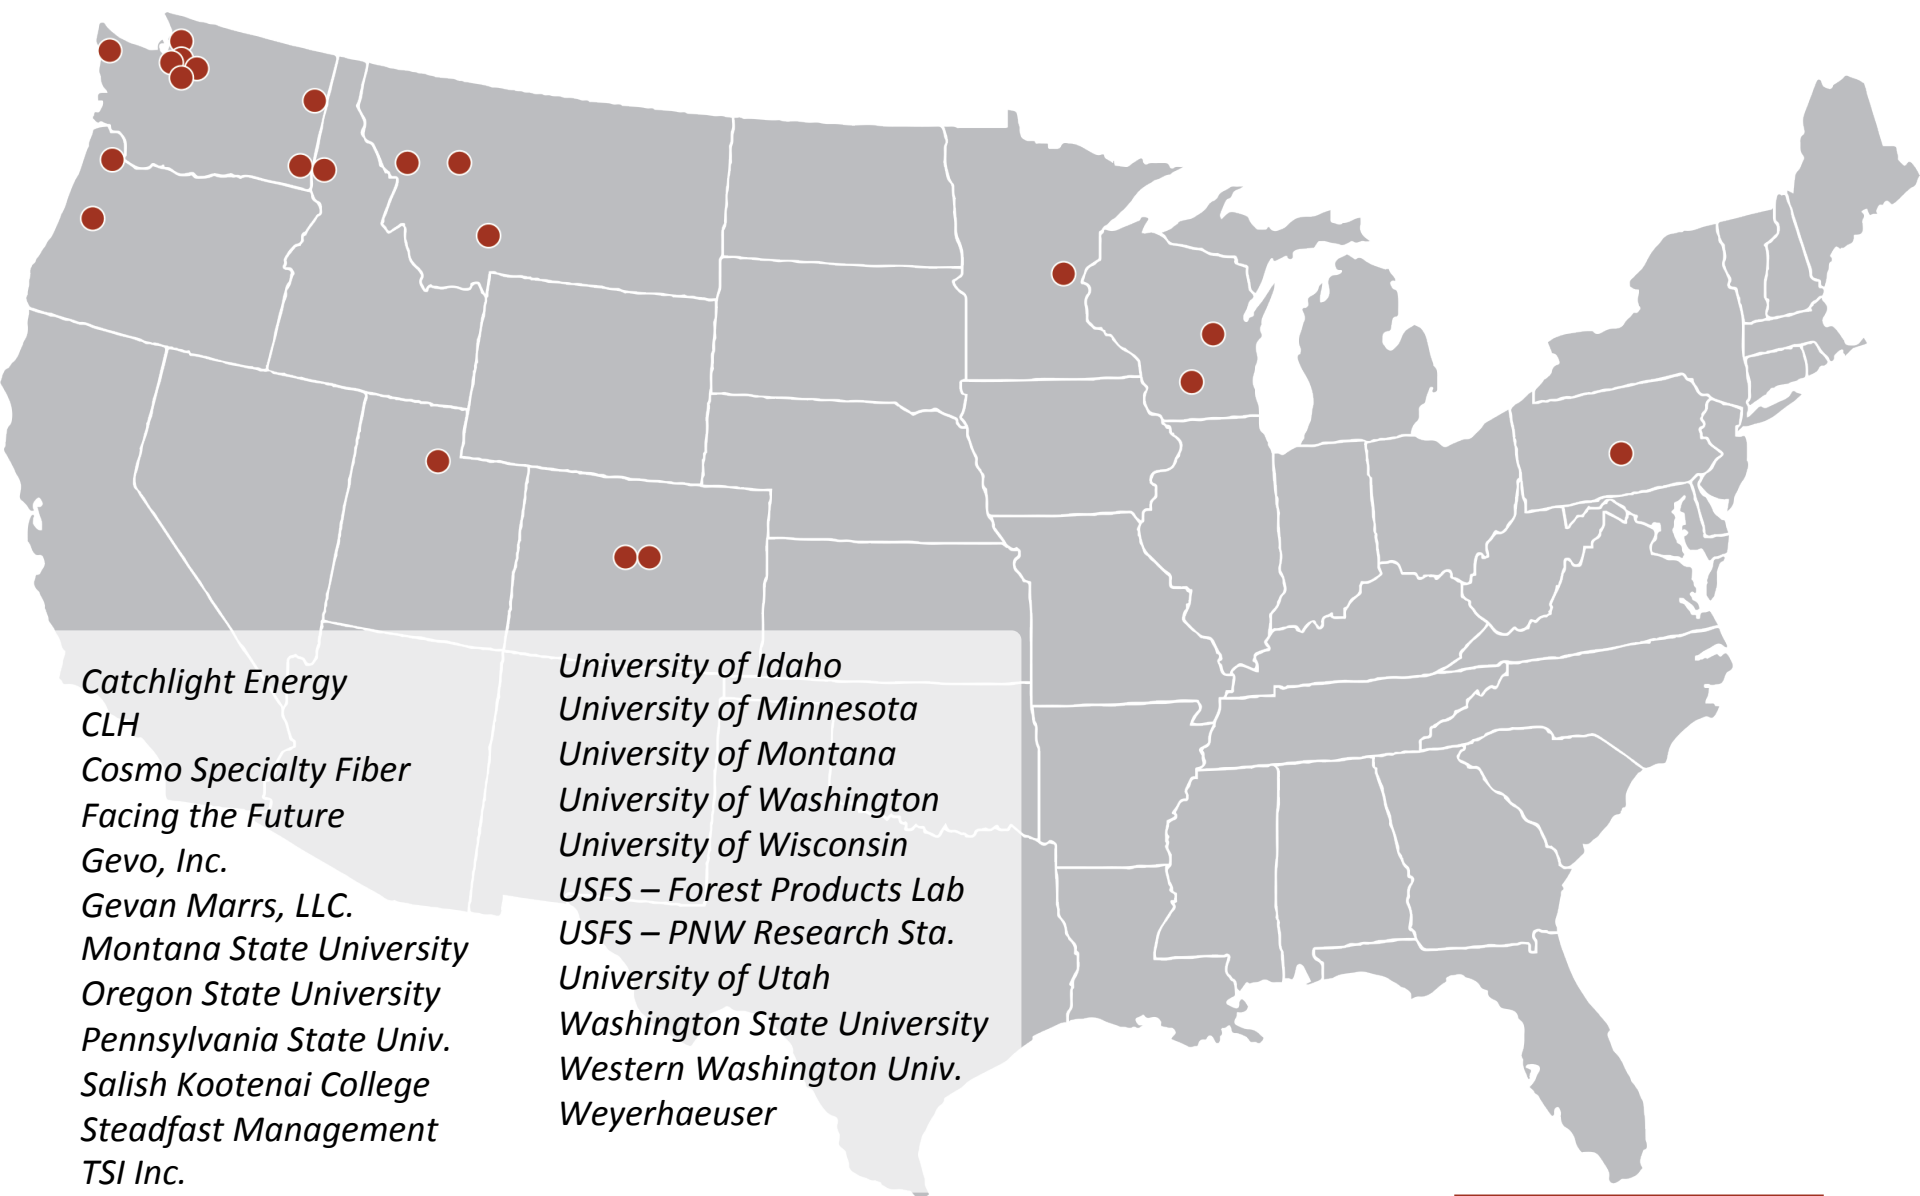 Catchlight Energy
CLH
Cosmo Specialty Fiber
Facing the Future
Gevo, Inc.
Gevan Marrs, LLC.
Montana State University
Oregon State University
Pennsylvania State Univ.
Salish Kootenai College
Steadfast Management
TSI Inc.
University of Idaho
University of Minnesota
University of Montana
University of Washington
University of Wisconsin
USFS – Forest Products Lab
USFS – PNW Research Sta.
University of Utah
Washington State University
Western Washington Univ.
Weyerhaeuser